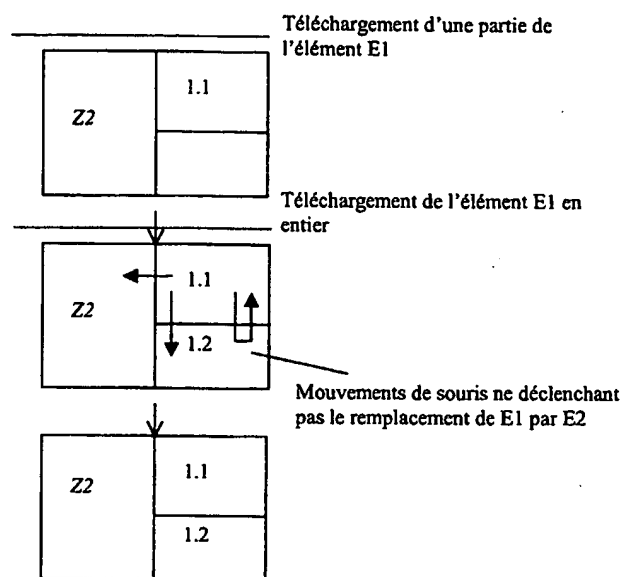 Téléchargement d'une partie de
l'élément E1
1.1
Z2
Téléchargement de l'élément E1 en
entier
1.1
Z2
1.2
Mouvements de souris ne déclenchant
pas le remplacement de E1 par E2
1.1
Z2
1.2